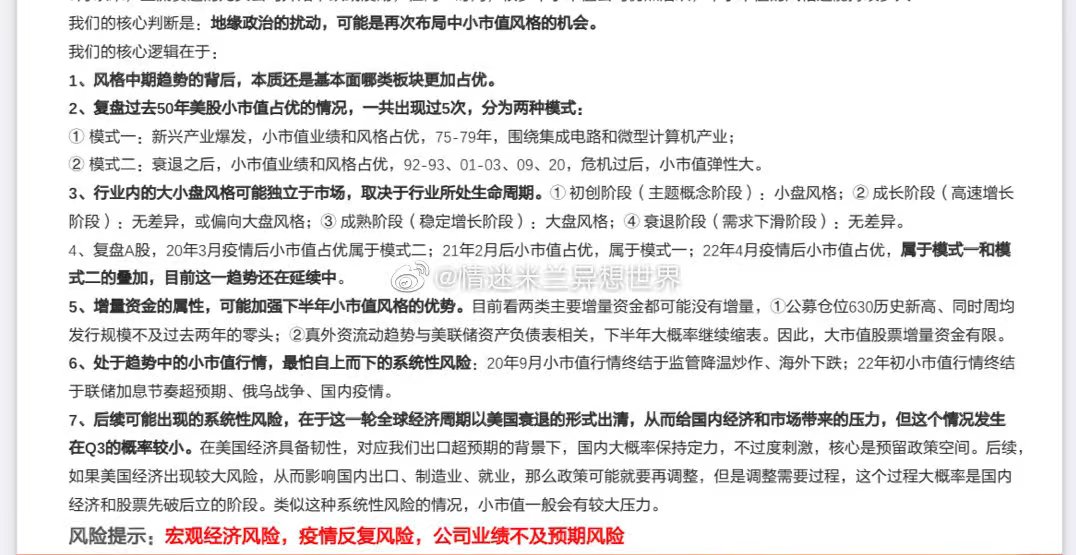 我们的核心判断是：地缘政治的扰动，可能是再次布局中小市值风格的机会。
我们的核心逻辑在于：
1、风格中期趋势的背后，本质还是基本面哪类板块更加占优。
2、复盘过去50年美股小市值占优的情况，一共出现过5次，分为两种模式：
① 模式一：新兴产业爆发，小市值业绩和风格占优，75-79年，围绕集成电路和微型计算机产业；
② 模式二：衰退之后，小市值业绩和风格占优，92-93、01-03、09、20，危机过后，小市值弹性大。
3、行业内的大小盘风格可能独立于市场，取决于行业所处生命周期。① 初创阶段（主题概念阶段）：小盘风格；② 成长阶段（高速增长
阶段）：无差异，或偏向大盘风格；③ 成熟阶段（稳定增长阶段）：大盘风格；④ 衰退阶段（需求下滑阶段）：无差异。
4、复盘A股，20年3月疫情后小市值占优属于模式二；21年2月后小市值占优，属于模式一；22年4月疫情后小市值占优，属于模式一和模
式二的叠加，目前这一趋势还在延续中。
@情迷米兰异想世界
5、增量资金的属性，可能加强下半年小市值风格的优势。目前看两类主要增量资金都可能没有增量，①公募仓位630历史新高、同时周均
发行规模不及过去两年的零头；②真外资流动趋势与美联储资产负债表相关，下半年大概率继续缩表。因此，大市值股票增量资金有限。
6、处于趋势中的小市值行情，最怕自上而下的系统性风险：20年9月小市值行情终结于监管降温炒作、海外下跌；22年初小市值行情终结
于联储加息节奏超预期、俄乌战争、国内疫情。
7、后续可能出现的系统性风险，在于这一轮全球经济周期以美国衰退的形式出清，从而给国内经济和市场带来的压力，但这个情况发生
在Q3的概率较小。在美国经济具备韧性，对应我们出口超预期的背景下，国内大概率保持定力，不过度刺激，核心是预留政策空间。后续，
如果美国经济出现较大风险，从而影响国内出口、制造业、就业，那么政策可能就要再调整，但是调整需要过程，这个过程大概率是国内
经济和股票先破后立的阶段。类似这种系统性风险的情况，小市值一般会有较大压力。
风险提示：宏观经济风险，疫情反复风险，公司业绩不及预期风险